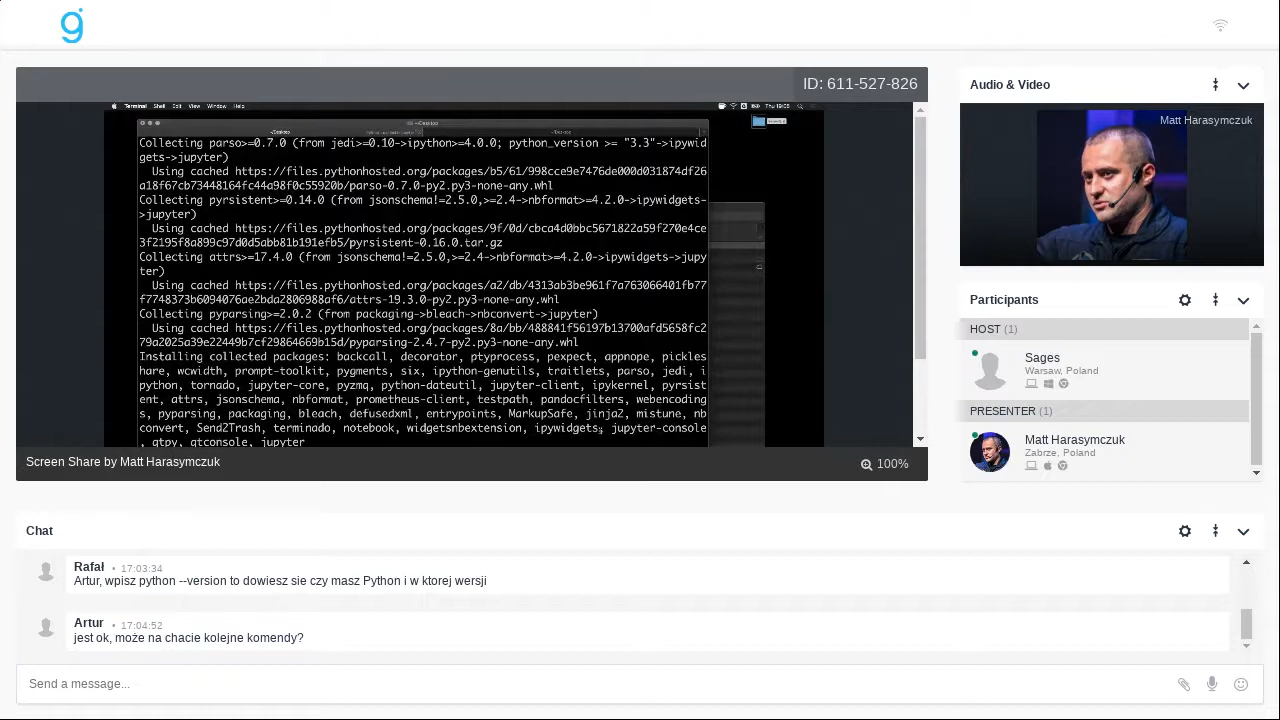 g
ID: 611-527-826
Terminal Shell Edit View Window Help
Thu 19:05
~/Desktop
~/Desktop
~/Desktop
Collecting parso>=0.7.0 (from jedi>=0.10->ipython>=4.0.0; python_version >= "3.3"->ipywid
gets->jupyter)
Using cached https://files.pythonhosted.org/packages/b5/61/998cce9e7476de000d031874df26
a18f67cb73448164fc44a98f0c55920b/parso-0.7.0-py2.py3-none-any.whl
Collecting pyrsistent>=0.14.0 (from jsonschema!=2.5.0,>=2.4->nbformat>=4.2.0->ipywidgets-
>jupyter)
Using cached https://files.pythonhosted.org/packages/9f/0d/cbca4d0bbc5671822a59f270e4ce
3f2195f8a899c97d0d5abb81b191efb5/pyrsistent-0.16.0.tar.gz
Collecting attrs>=17.4.0 (from jsonschema!=2.5.0,>=2.4->nbformat>=4.2.0->ipywidgets->jupy
ter)
Using cached https://files.pythonhosted.org/packages/a2/db/4313ab3be961f7a763066401fb77
f7748373b6094076ae2bda2806988af6/attrs-19.3.0-py2.py3-none-any.whl
Collecting pyparsing>=2.0.2 (from packaging->bleach->nbconvert->jupyter)
Using cached https://files.pythonhosted.org/packages/8a/bb/488841f56197b13700afd5658fc2
79a2025a39e22449b7cf29864669b15d/pyparsing-2.4.7-py2.py3-none-any.whl
Installing collected packages: backcall, decorator, ptyprocess, pexpect, appnope, pickles
hare, wcwidth, prompt-toolkit, pygments, six, ipython-genutils, traitlets, parso, jedi, i
python, tornado, jupyter-core, pyzmq, python-dateutil, jupyter-client, ipykernel, pyrsist
ent, attrs, jsonschema, nbformat, prometheus-client, testpath, pandocfilters, webencoding
s, pyparsing, packaging, bleach, defusedxml, entrypoints, MarkupSafe, jinja2, mistune, nb
convert, Send2Trash, terminado, notebook, widgetsnbextension, ipywidgets, jupyter-console
, qtpy, qtconsole, jupyter
Screen Share by Matt Harasymczuk
100%
Audio & Video
Matt Harasymczuk
Participants
HOST (1)
Sages
Warsaw, Poland
PRESENTER (1)
Matt Harasymczuk
Zabrze, Poland
Chat
Rafał • 17:03:34
Artur, wpisz python --version to dowiesz sie czy masz Python i w ktorej wersji
Artur • 17:04:52
jest ok, może na chacie kolejne komendy?
Send a message...